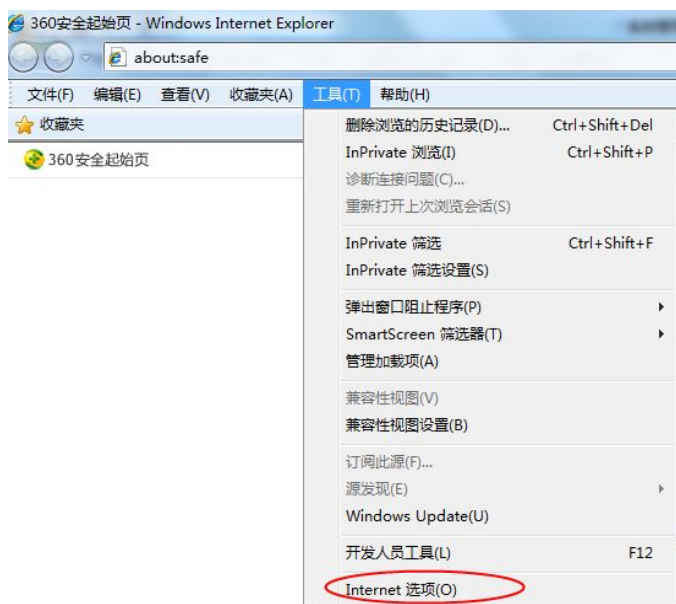 360安全起始页 - Windows Internet Explorer
about:safe
文件(F) 编辑(E) 查看(V) 收藏夹(A) 工具(T) 帮助(H)
收藏夹
360安全起始页
删除浏览的历史记录(D)... Ctrl+Shift+Del
InPrivate 浏览(I) Ctrl+Shift+P
诊断连接问题(C)...
重新打开上次浏览会话(S)
InPrivate 筛选 Ctrl+Shift+F
InPrivate 筛选设置(S)
弹出窗口阻止程序(P)
SmartScreen 筛选器(T)
管理加载项(A)
兼容性视图(V)
兼容性视图设置(B)
订阅此源(F)...
源发现(E)
Windows Update(U)
开发人员工具(L) F12
Internet 选项(O)